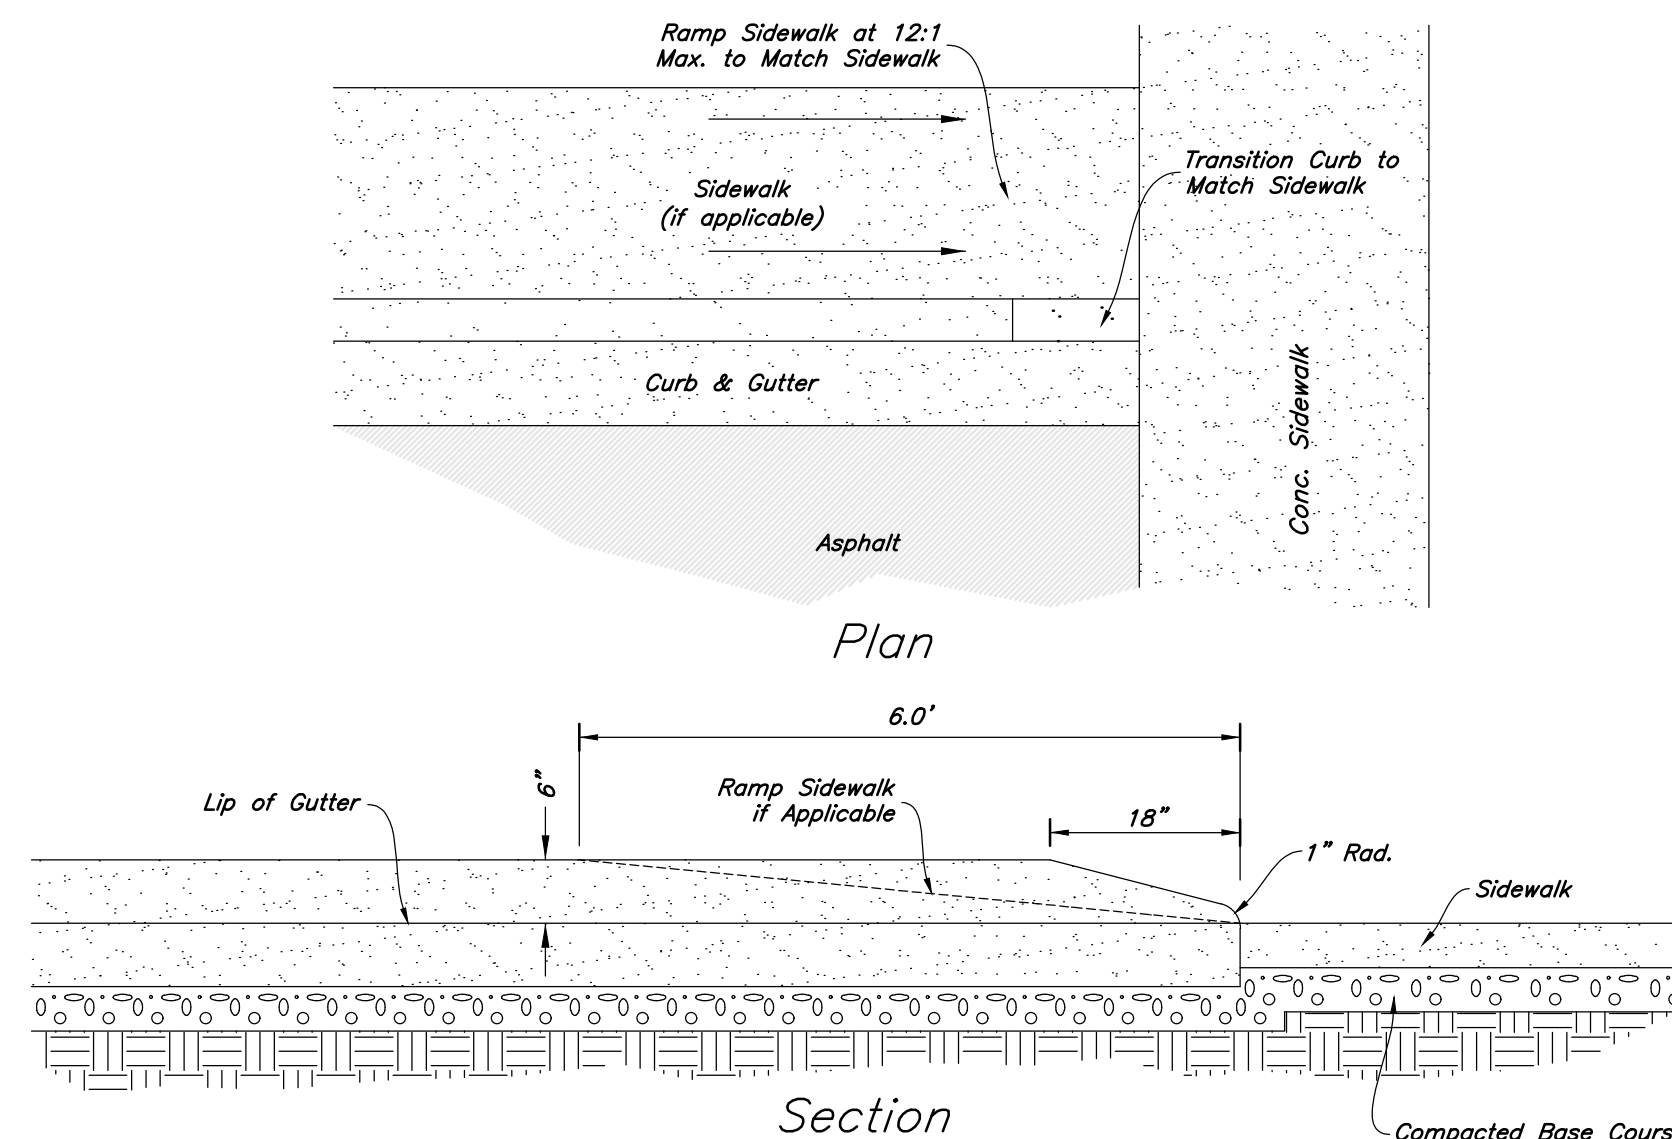 Ramp Sidewalk at 12:1
Max. to Match Sidewalk
Transition Curb to
Match Sidewalk
Sidewalk
(if applicable)
Curb & Gutter
Conc. Sidewalk
Asphalt
Plan
6.0'
6"
Ramp Sidewalk
if Applicable
Lip of Gutter
18"
1" Rad.
Sidewalk
Section
Compacted Base Cours